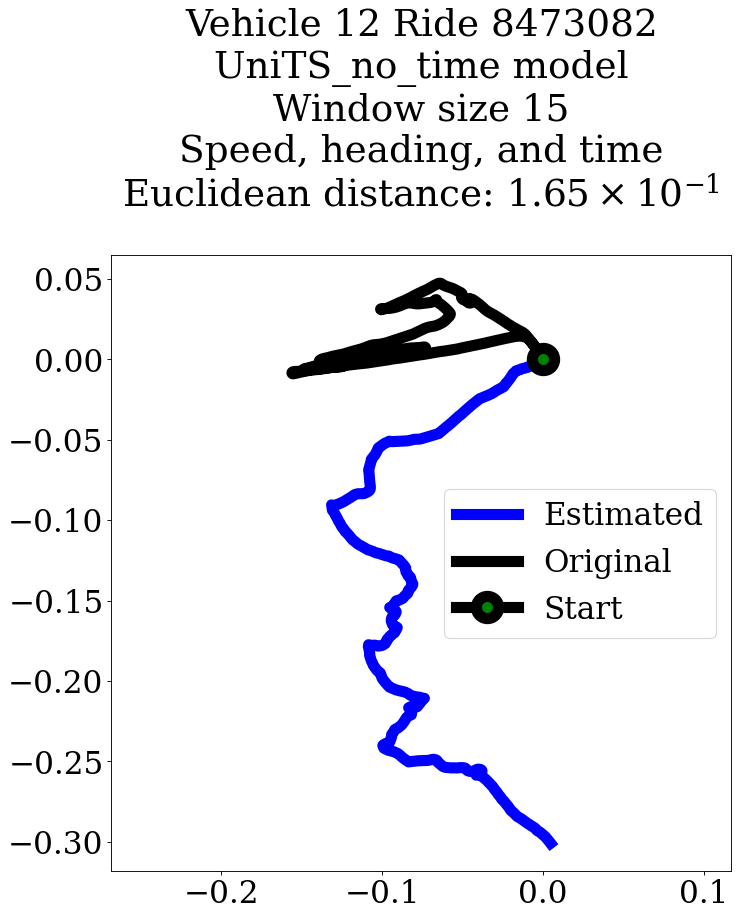 Vehicle 12 Ride 8473082
UniTS_no_time model
Window size 15
Speed, heading, and time
Euclidean distance: 1.65 × 10⁻¹
0.05
0.00
−0.05
−0.10
−0.15
−0.20
−0.25
−0.30
Estimated
Original
Start
−0.2
−0.1
0.0
0.1